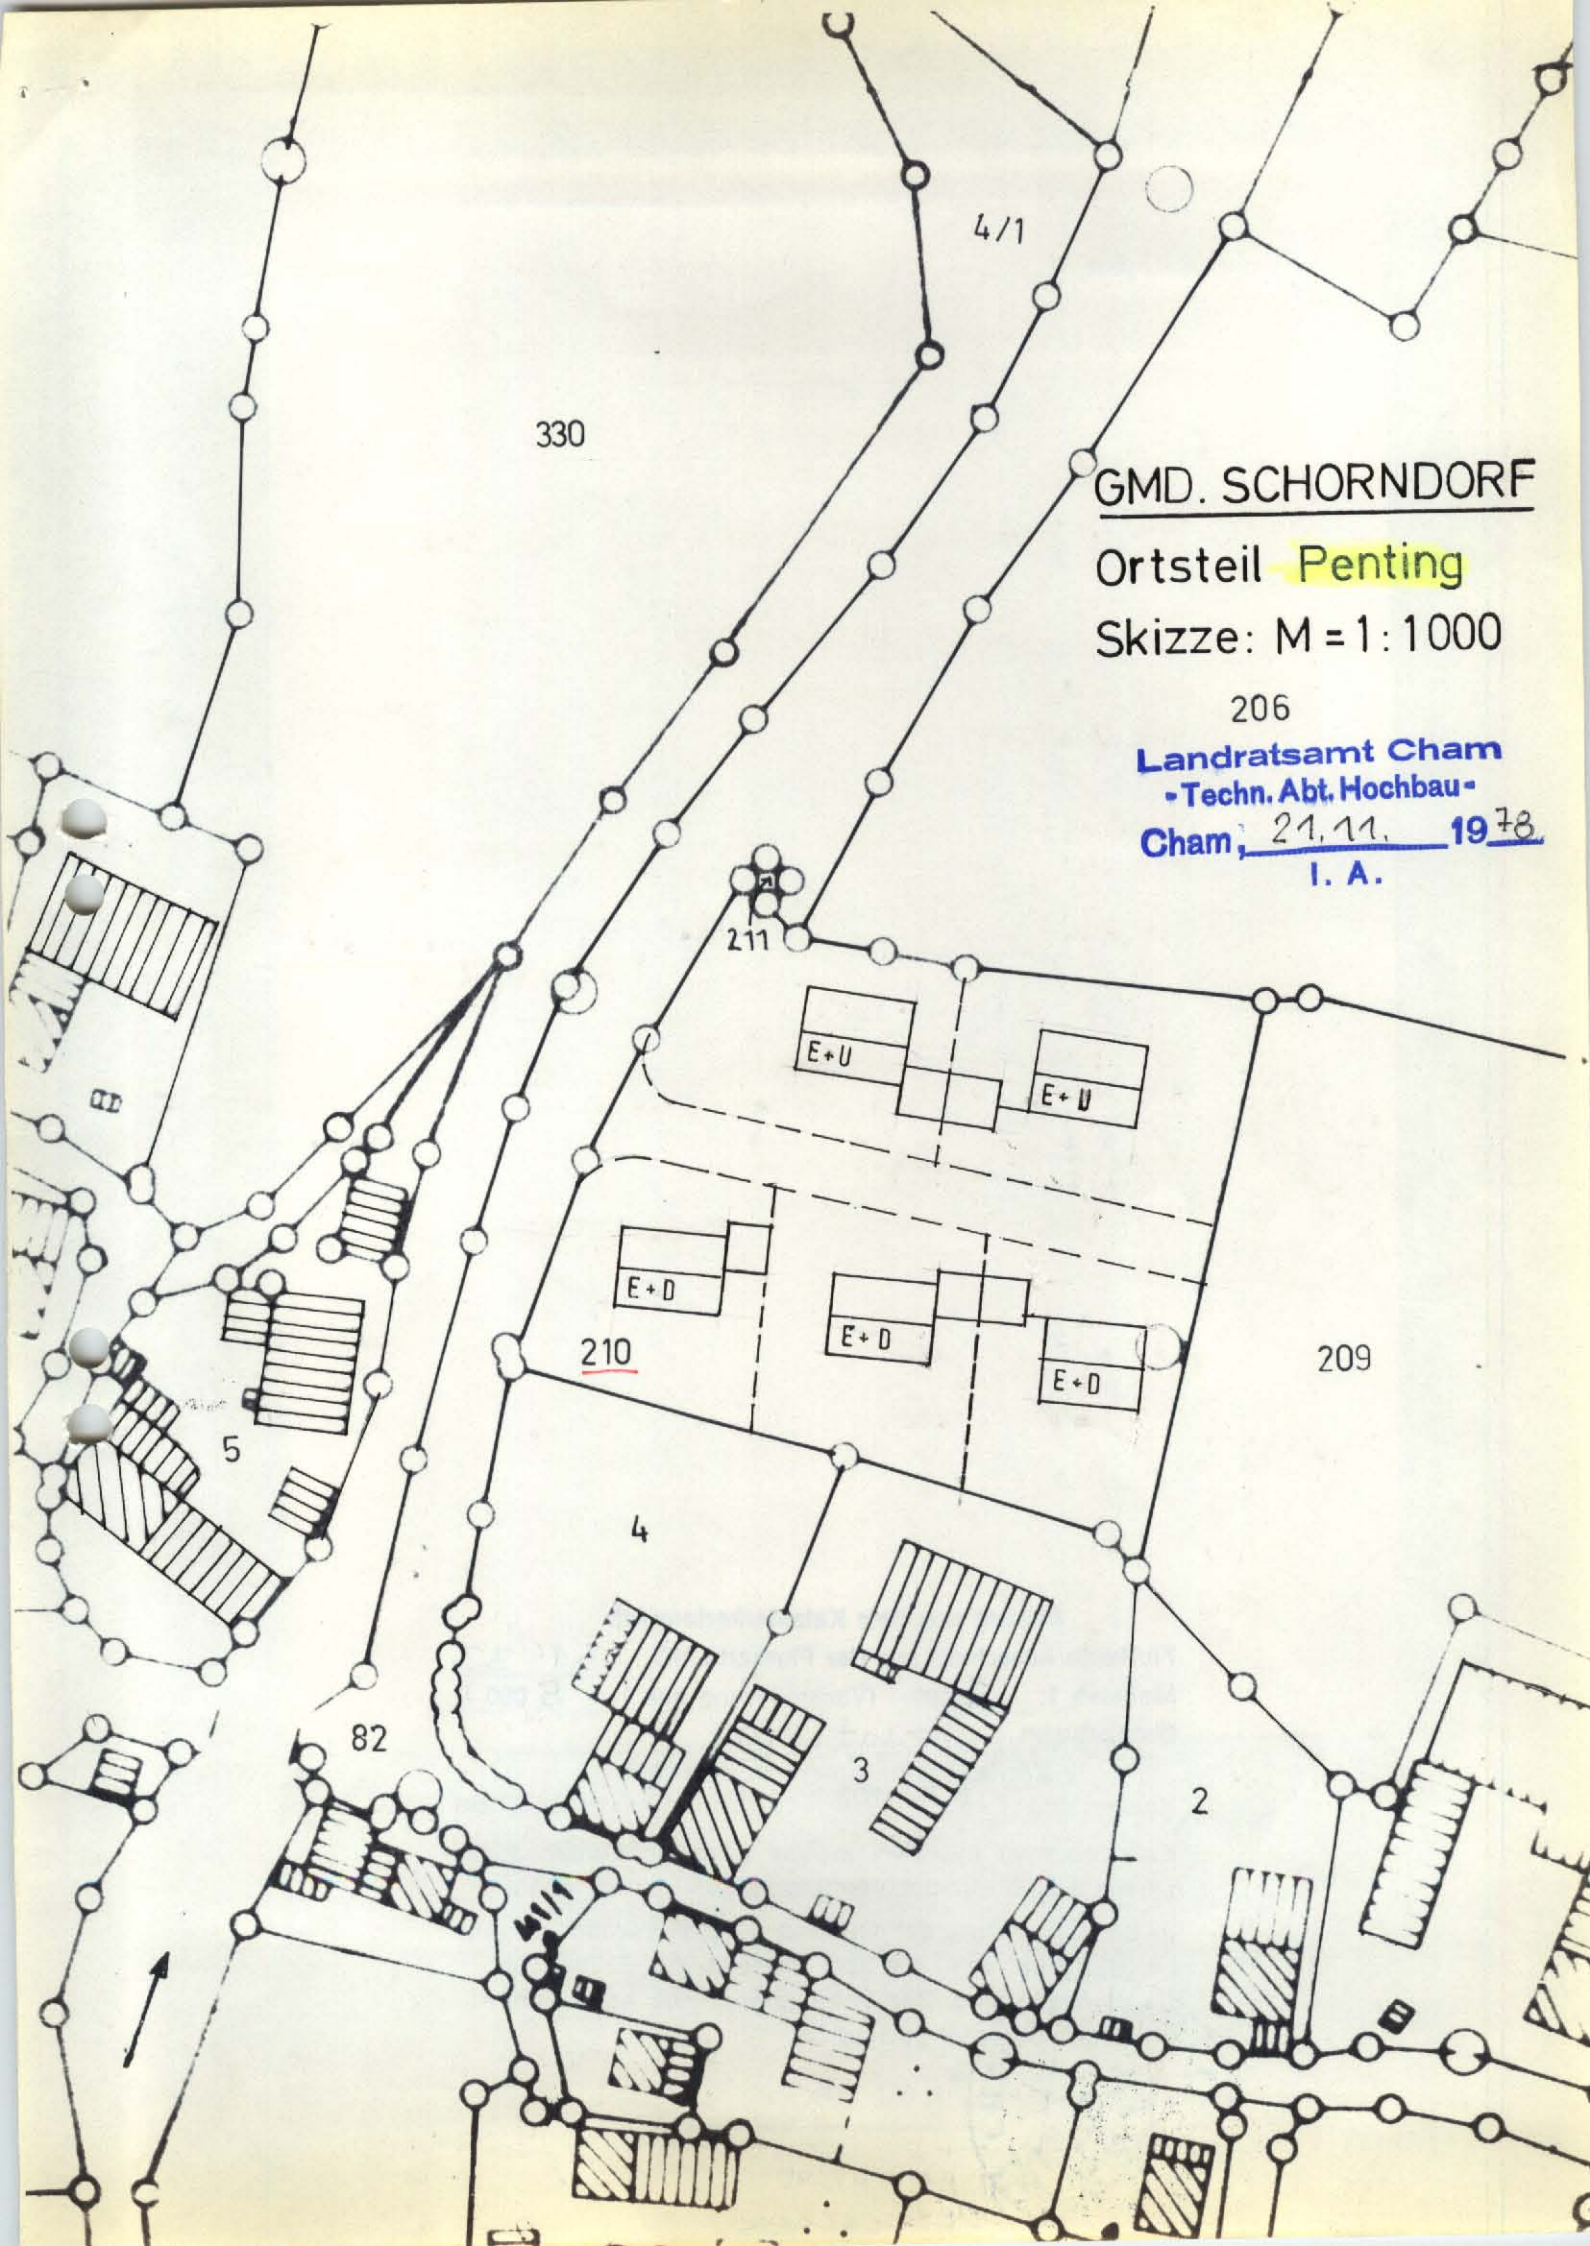 4/1
330
GMD. SCHORNDORF
Ortsteil Penting
Skizze: M = 1 : 1000
206
Landratsamt Cham
- Techn. Abt. Hochbau -
Cham, 21.11. 1978
I. A.
211
E+U
E+U
E+D
E+D
E+D
210
209
5
4
3
2
82
41/1